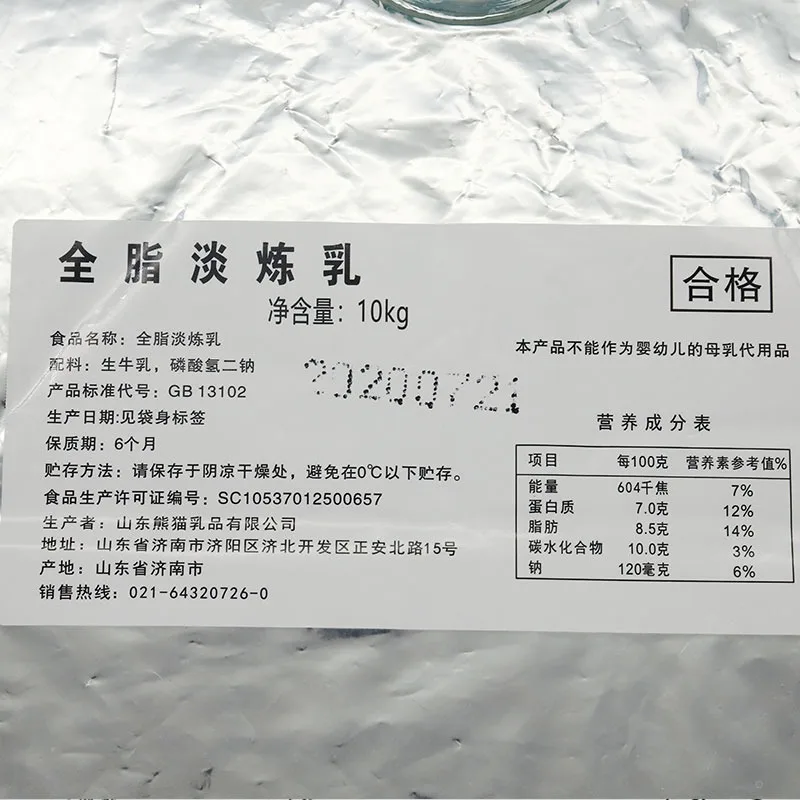 全脂淡炼乳
净含量：10kg
合格
食品名称：全脂淡炼乳
配料：生牛乳，磷酸氢二钠
产品标准代号：GB 13102
生产日期:见袋身标签
保质期：6个月
贮存方法：请保存于阴凉干燥处，避免在0℃以下贮存。
食品生产许可证编号：SC10537012500657
生产者：山东熊猫乳品有限公司
地址：山东省济南市济阳区济北开发区正安北路15号
产地：山东省济南市
销售热线：021-64320726-0
20200721
本产品不能作为婴幼儿的母乳代用品
营养成分表
项目 每100克 营养素参考值%
能量 604千焦 7%
蛋白质 7.0克 12%
脂肪 8.5克 14%
碳水化合物 10.0克 3%
钠 120毫克 6%